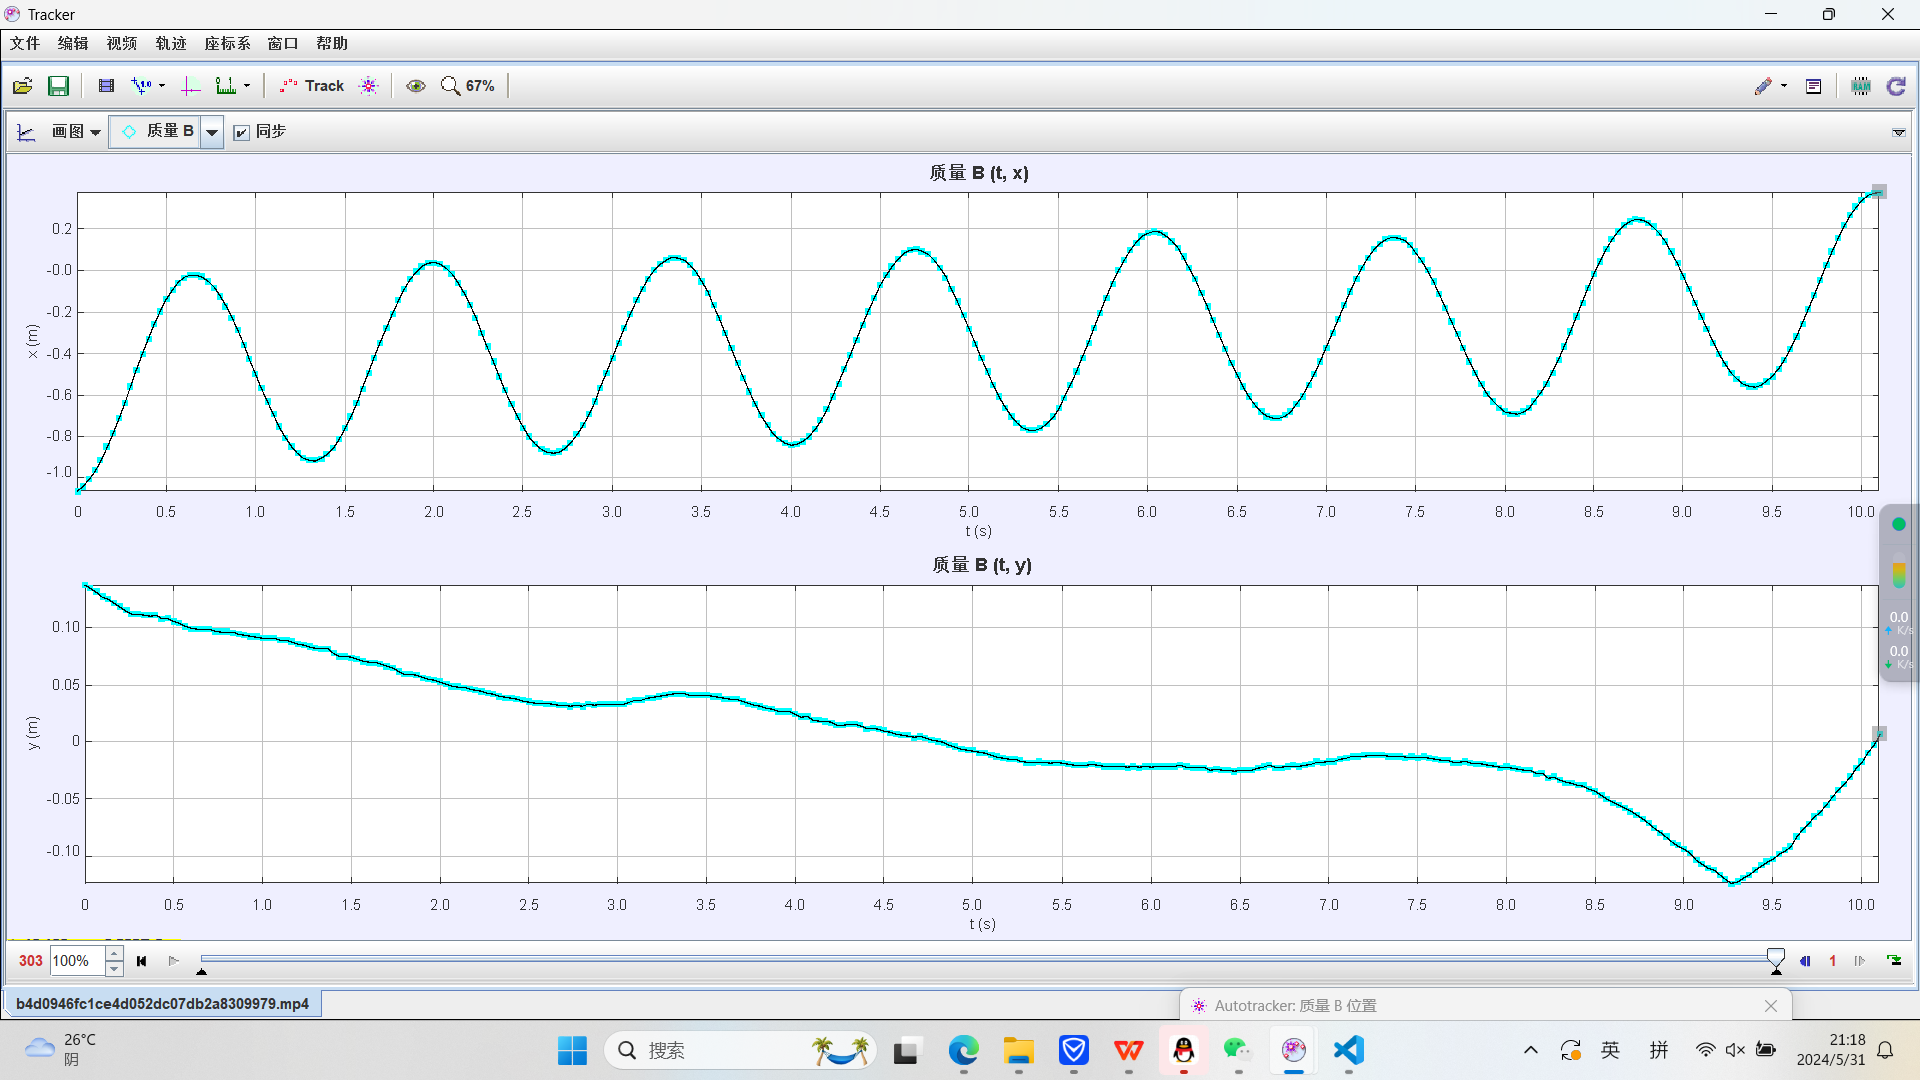 Tracker
文件 编辑 视频 轨迹 座标系 窗口 帮助
Track 67%
画图 质量 B 同步
质量 B (t, x)
x (m)
0.2
-0.0
-0.2
-0.4
-0.6
-0.8
-1.0
0 0.5 1.0 1.5 2.0 2.5 3.0 3.5 4.0 4.5 5.0 5.5 6.0 6.5 7.0 7.5 8.0 8.5 9.0 9.5 10.0
t (s)
质量 B (t, y)
y (m)
0.10
0.05
0
-0.05
-0.10
0 0.5 1.0 1.5 2.0 2.5 3.0 3.5 4.0 4.5 5.0 5.5 6.0 6.5 7.0 7.5 8.0 8.5 9.0 9.5 10.0
t (s)
0.0
K/s
0.0
K/s
303 100% 1
b4d0946fc1ce4d052dc07db2a8309979.mp4
Autotracker: 质量 B 位置
26°C
阴
搜索
英 拼
21:18
2024/5/31